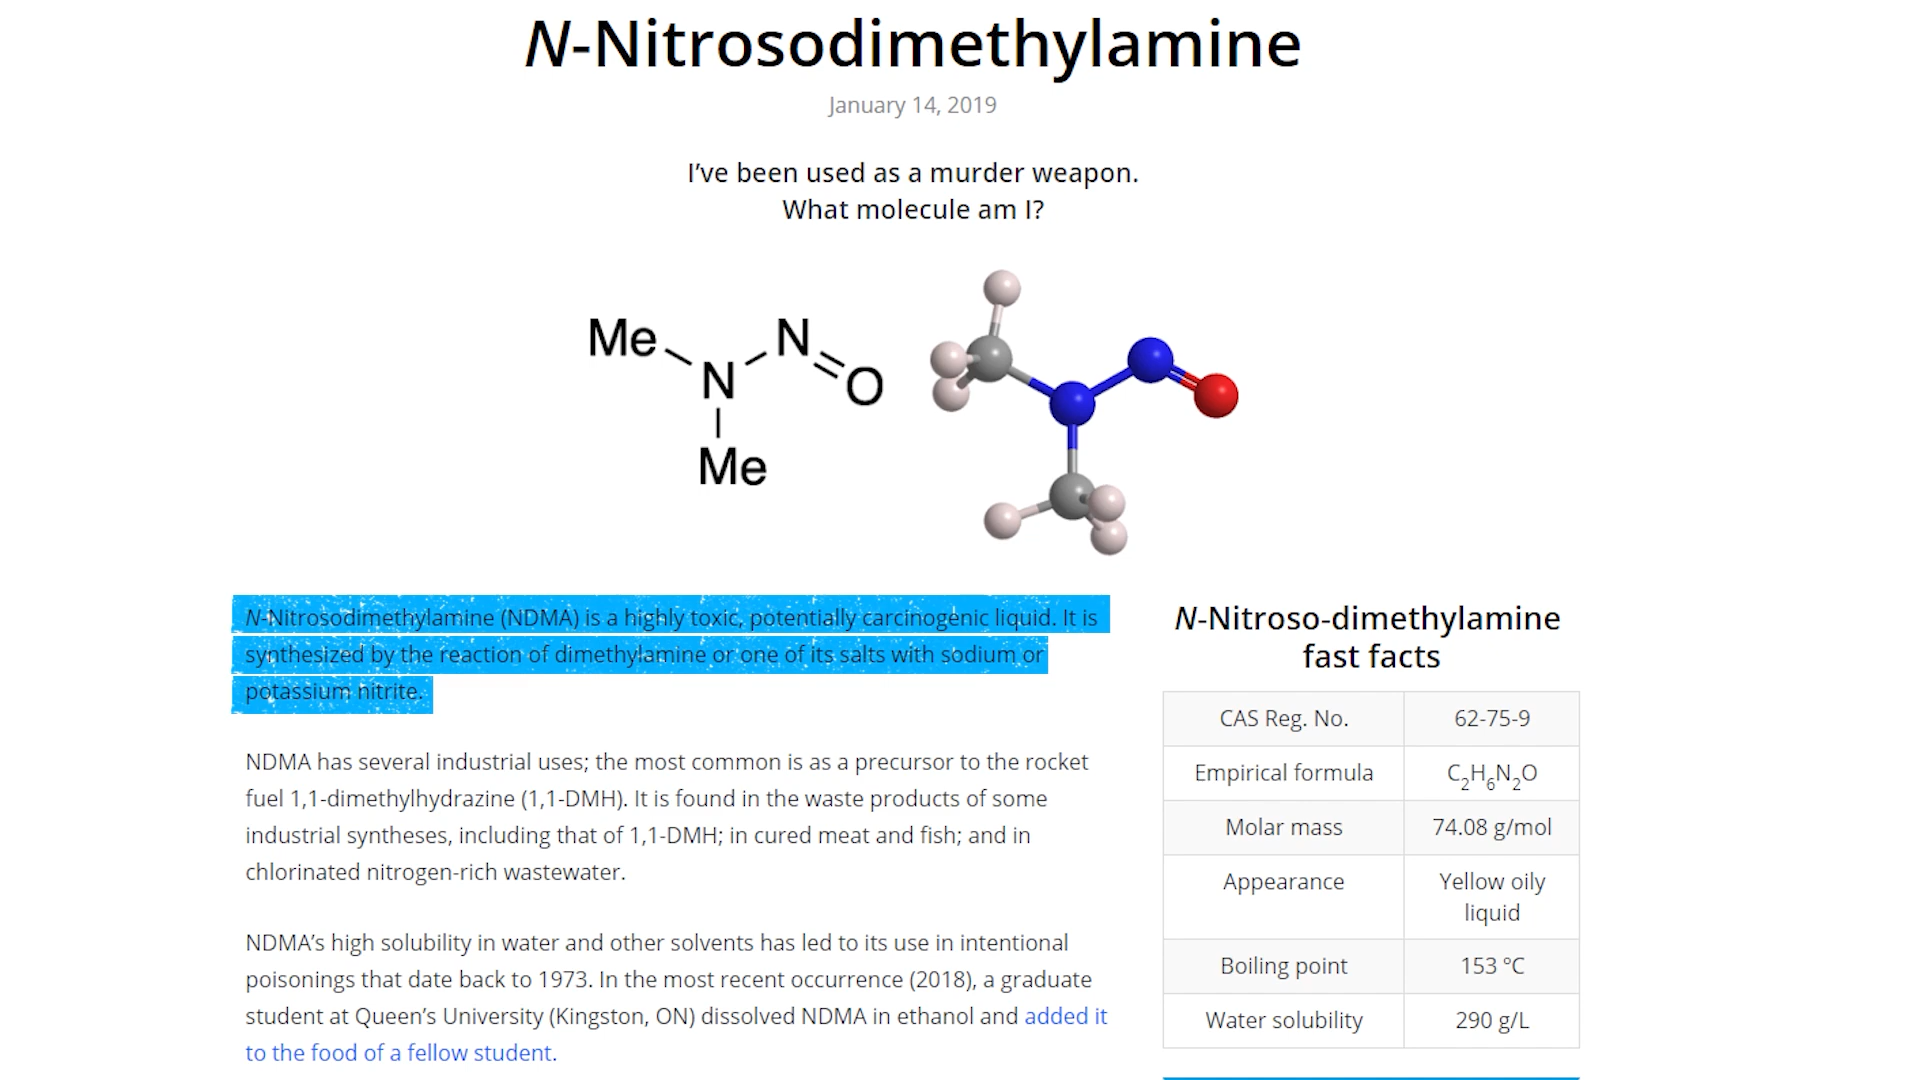 N-Nitrosodimethylamine
January 14, 2019
I’ve been used as a murder weapon.
What molecule am I?
Me
N
N
O
Me
N-Nitrosodimethylamine (NDMA) is a highly toxic, potentially carcinogenic liquid. It is
synthesized by the reaction of dimethylamine or one of its salts with sodium or
potassium nitrite.
NDMA has several industrial uses; the most common is as a precursor to the rocket
fuel 1,1-dimethylhydrazine (1,1-DMH). It is found in the waste products of some
industrial syntheses, including that of 1,1-DMH; in cured meat and fish; and in
chlorinated nitrogen-rich wastewater.
NDMA’s high solubility in water and other solvents has led to its use in intentional
poisonings that date back to 1973. In the most recent occurrence (2018), a graduate
student at Queen’s University (Kingston, ON) dissolved NDMA in ethanol and added it
to the food of a fellow student.
N-Nitroso-dimethylamine
fast facts
CAS Reg. No. 62-75-9
Empirical formula C₂H₆N₂O
Molar mass 74.08 g/mol
Appearance Yellow oily
liquid
Boiling point 153 ºC
Water solubility 290 g/L